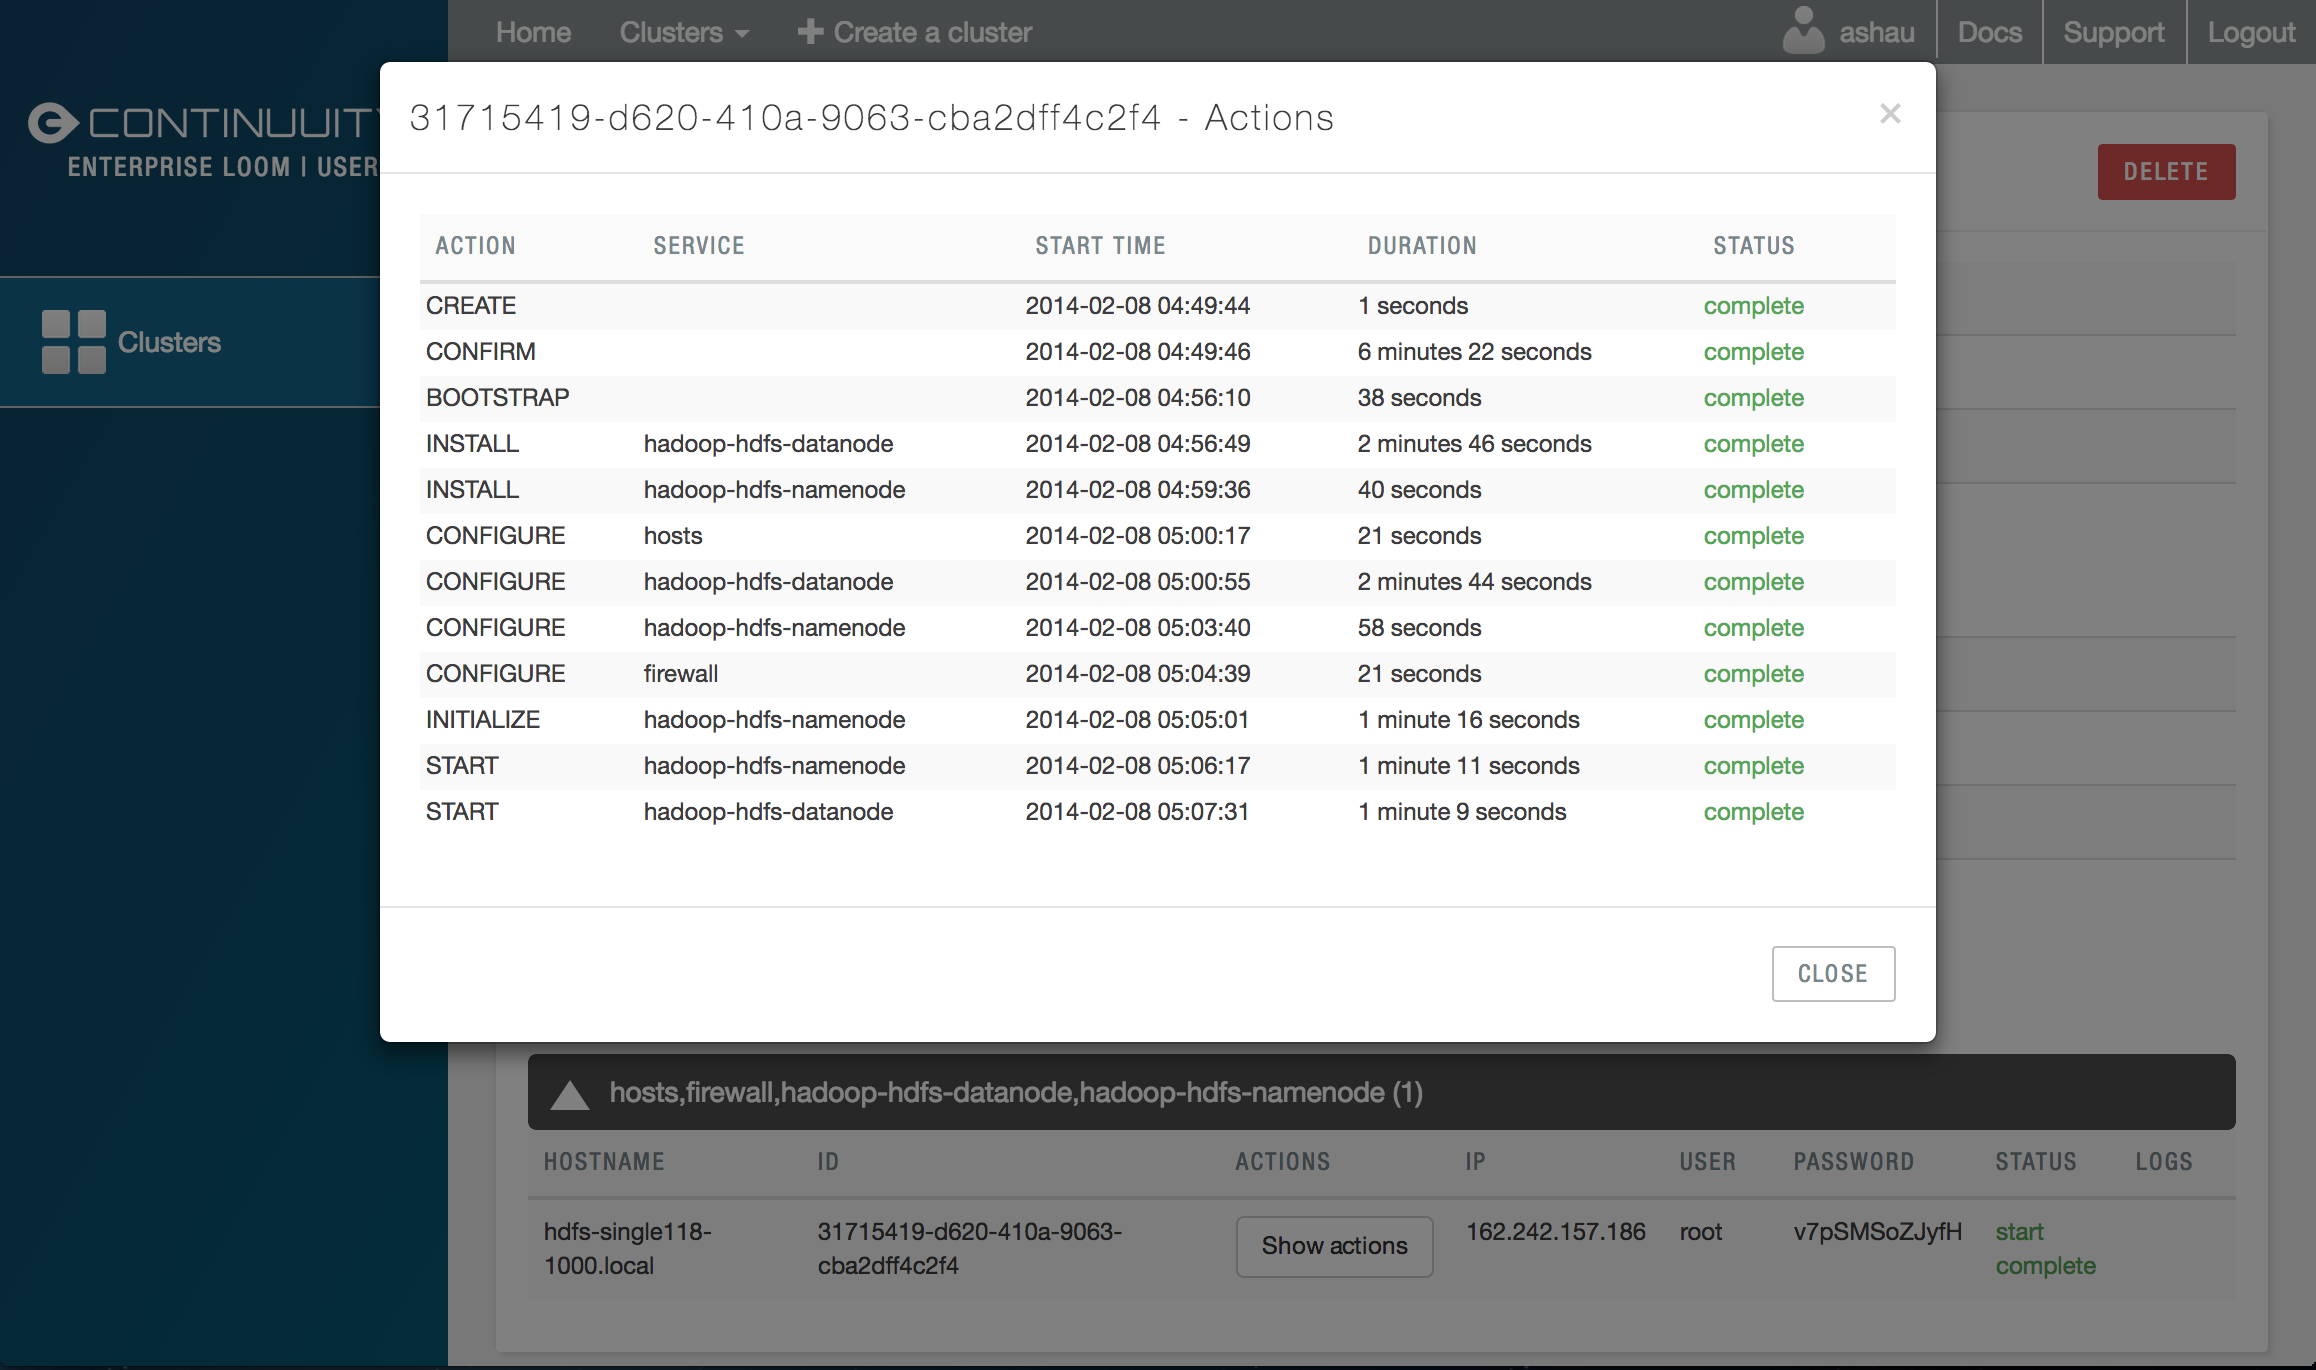 Home Clusters Create a cluster ashau Docs Support Logout
CONTINUUIT
ENTERPRISE LOOM | USER
Clusters
31715419-d620-410a-9063-cba2dff4c2f4 - Actions ×
DELETE
ACTION SERVICE START TIME DURATION STATUS
CREATE 2014-02-08 04:49:44 1 seconds complete
CONFIRM 2014-02-08 04:49:46 6 minutes 22 seconds complete
BOOTSTRAP 2014-02-08 04:56:10 38 seconds complete
INSTALL hadoop-hdfs-datanode 2014-02-08 04:56:49 2 minutes 46 seconds complete
INSTALL hadoop-hdfs-namenode 2014-02-08 04:59:36 40 seconds complete
CONFIGURE hosts 2014-02-08 05:00:17 21 seconds complete
CONFIGURE hadoop-hdfs-datanode 2014-02-08 05:00:55 2 minutes 44 seconds complete
CONFIGURE hadoop-hdfs-namenode 2014-02-08 05:03:40 58 seconds complete
CONFIGURE firewall 2014-02-08 05:04:39 21 seconds complete
INITIALIZE hadoop-hdfs-namenode 2014-02-08 05:05:01 1 minute 16 seconds complete
START hadoop-hdfs-namenode 2014-02-08 05:06:17 1 minute 11 seconds complete
START hadoop-hdfs-datanode 2014-02-08 05:07:31 1 minute 9 seconds complete
CLOSE
hosts,firewall,hadoop-hdfs-datanode,hadoop-hdfs-namenode (1)
HOSTNAME ID ACTIONS IP USER PASSWORD STATUS LOGS
hdfs-single118- 31715419-d620-410a-9063- Show actions 162.242.157.186 root v7pSMSoZJyfH start
1000.local cba2dff4c2f4 complete